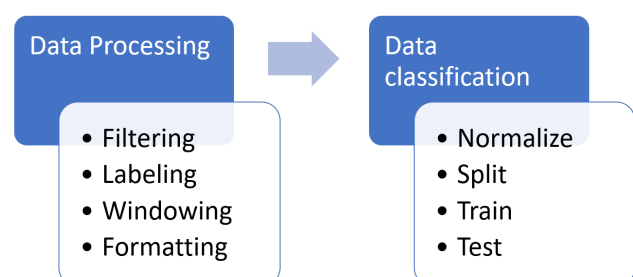 Data Processing
• Filtering
• Labeling
• Windowing
• Formatting
Data
classification
• Normalize
• Split
• Train
• Test